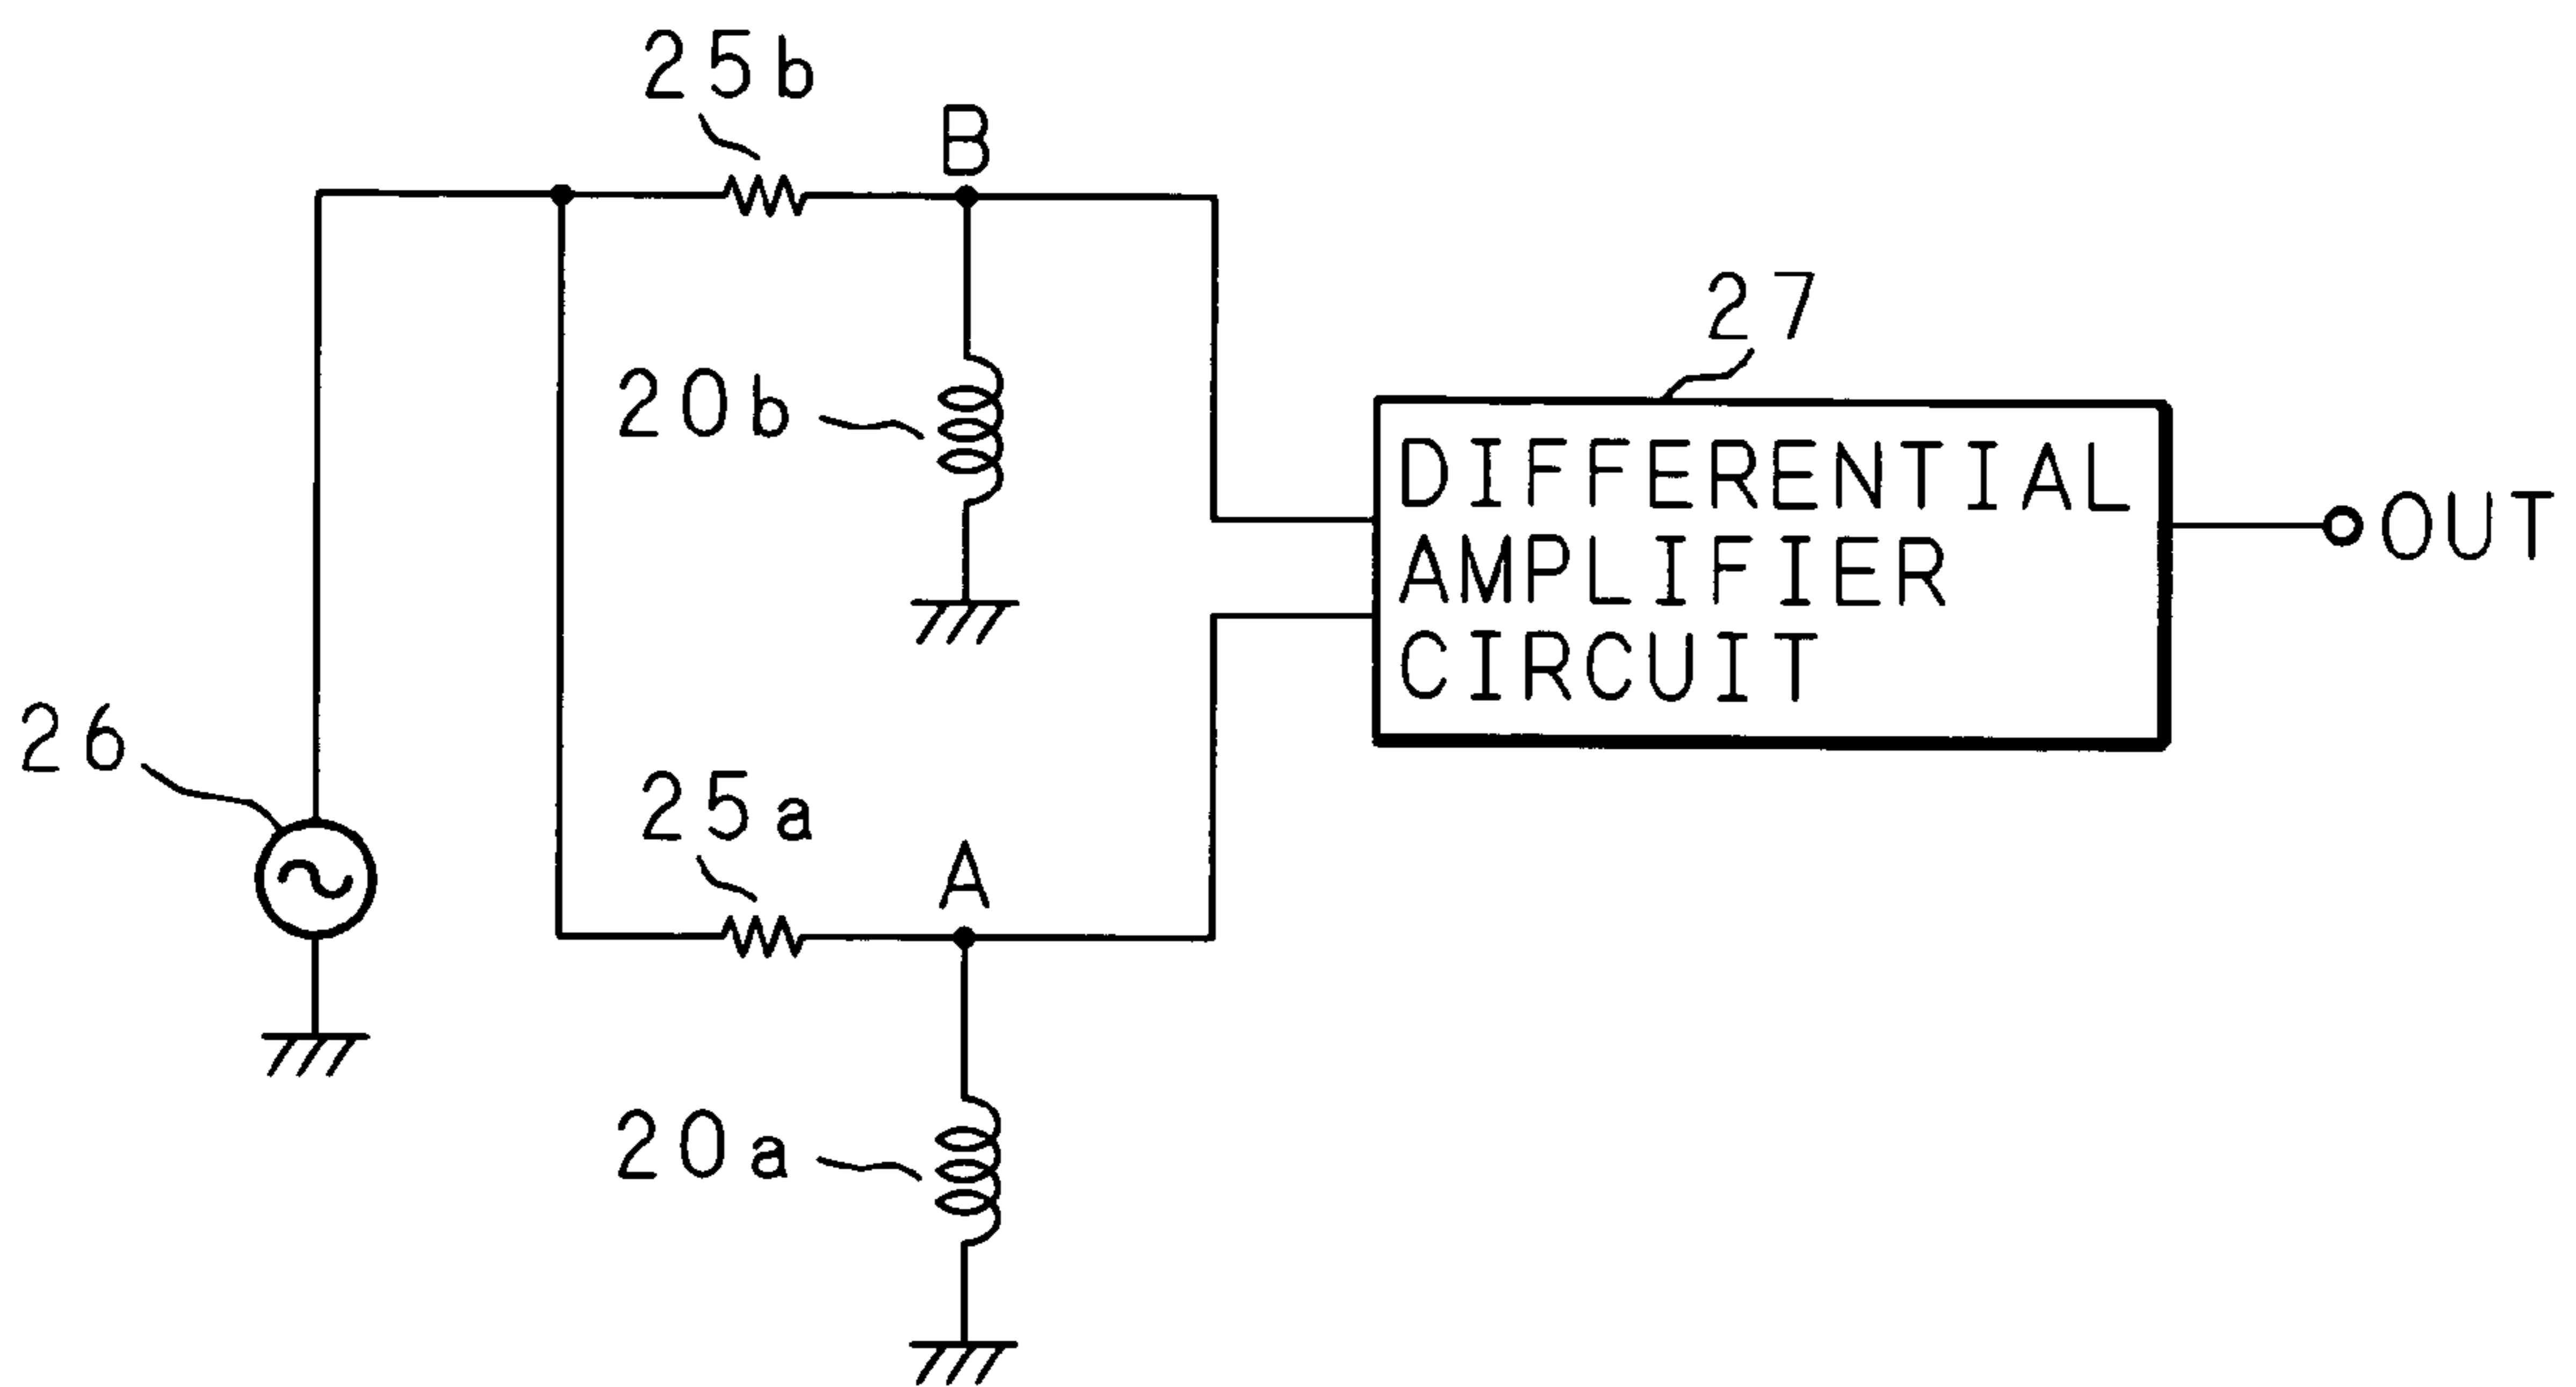 25b
B
27
20b
DIFFERENTIAL
AMPLIFIER
CIRCUIT
OUT
26
25a
A
20a